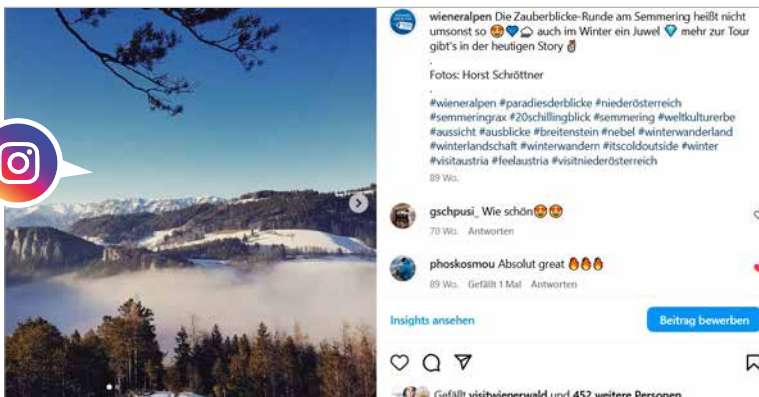 wieneralpen Die Zauberblicke-Runde am Semmering heißt nicht
umsonst so 😍💙🌨 auch im Winter ein Juwel 💎 mehr zur Tour
gibt's in der heutigen Story ✌🏽
.
Fotos: Horst Schröttner
.
#wieneralpen #paradiesderblicke #niederösterreich
#semmeringrax #20schillingblick #semmering #weltkulturerbe
#aussicht #ausblicke #breitenstein #nebel #winterwanderland
#winterlandschaft #winterwandern #itscoldoutside #winter
#visitaustria #feelaustria #visitniederösterreich
89 Wo.
gschpusi_ Wie schön😍😍
70 Wo. Antworten
phoskosmou Absolut great 🔥🔥🔥
89 Wo. Gefällt 1 Mal Antworten
Insights ansehen
Beitrag bewerben
Gefällt visitwienerwald und 452 weitere Personen